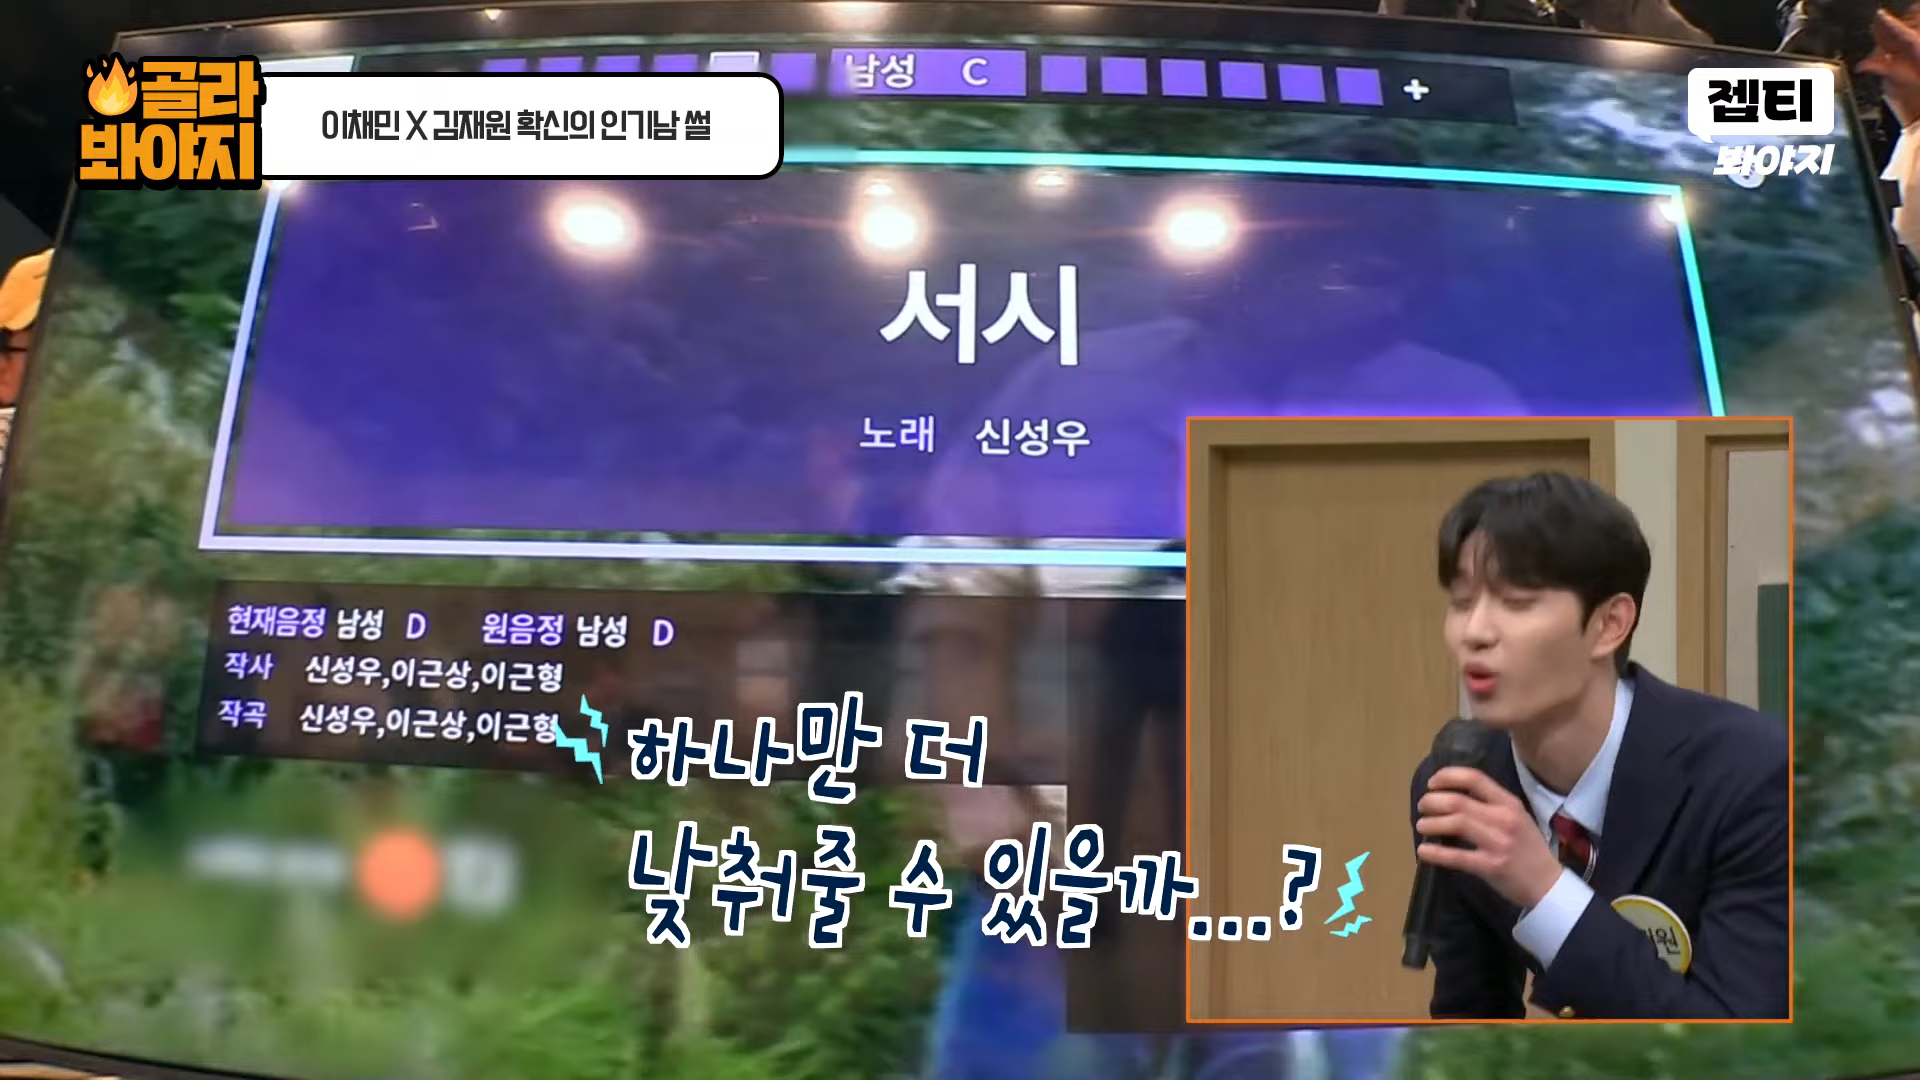 골라
봐야지
이채민 X 김재원 확신의 인기남 썰
젬티
봐야지
남성 C
+
서시
노래 신성우
현재음정 남성 D 원음정 남성 D
작사 신성우,이근상,이근형
작곡 신성우,이근상,이근형
하나만 더
낮춰줄 수 있을까...?
원